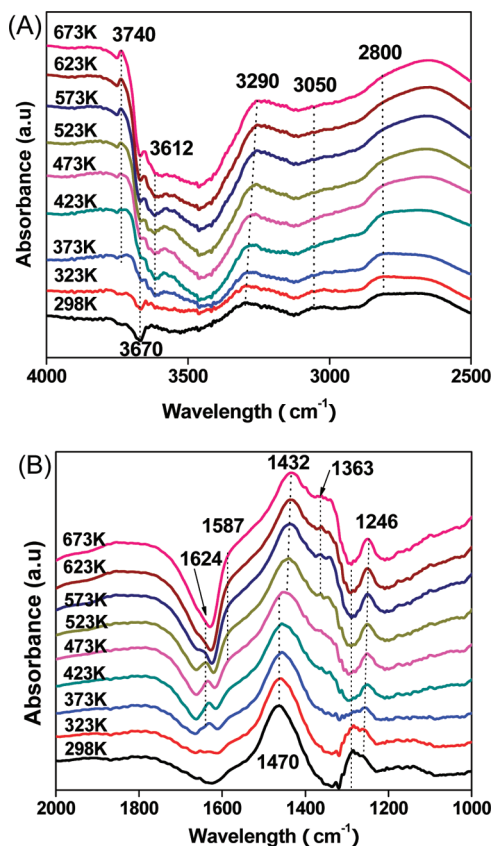 (A)
673K
3740
623K
573K
3612
3290
3050
2800
523K
473K
423K
373K
323K
298K
3670
Absorbance (a.u)
4000
3500
3000
2500
Wavelength ( cm-1)
(B)
1432
1363
1587
1246
1624
673K
623K
573K
523K
473K
423K
373K
323K
298K
1470
Absorbance (a.u)
2000
1800
1600
1400
1200
1000
Wavelength (cm-1)